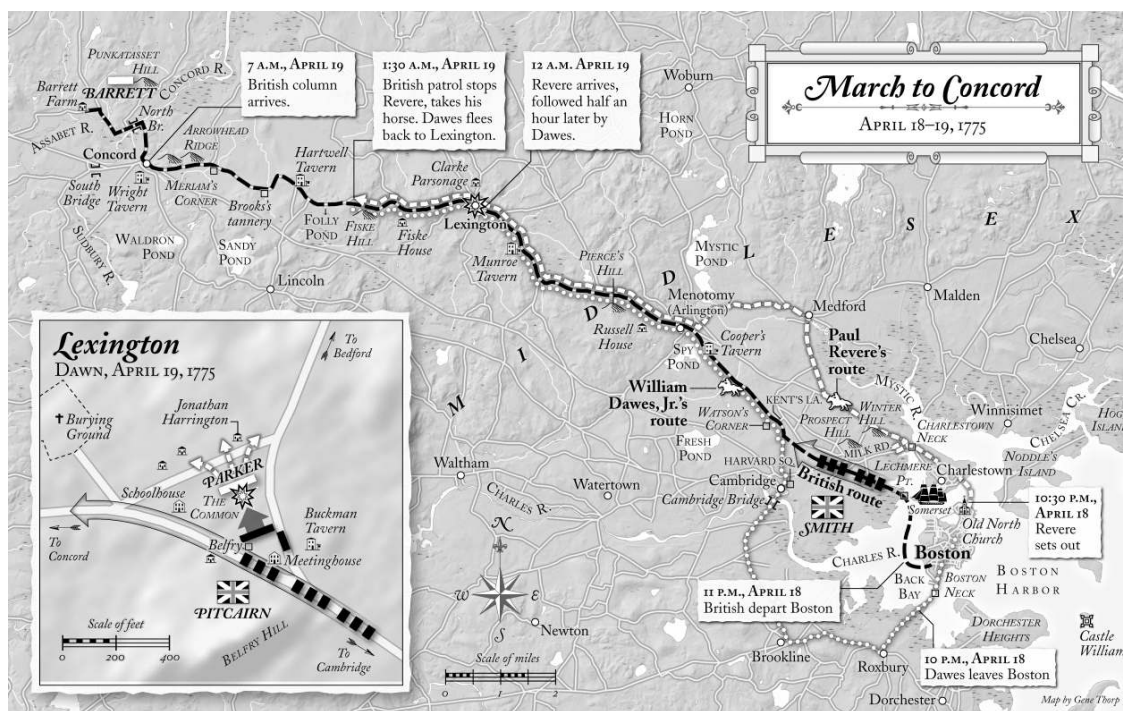 March to Concord
APRIL 18–19, 1775
7 A.M., APRIL 19
British column
arrives.
1:30 A.M., APRIL 19
British patrol stops
Revere, takes his
horse. Dawes flees
back to Lexington.
12 A.M. APRIL 19
Revere arrives,
followed half an
hour later by
Dawes.
PUNKATASSET
HILL
BARRETT
CONCORD R.
Barrett
Farm
North
Br.
ASSABET R.
ARROWHEAD
RIDGE
Concord
South
Bridge
Wright
Tavern
MERIAM'S
CORNER
Brooks's
tannery
Hartwell
Tavern
FOLLY
POND
FISKE
HILL
Fiske
House
Clarke
Parsonage
Lexington
Munroe
Tavern
SUDBURY R.
WALDRON
POND
SANDY
POND
Lincoln
Woburn
HORN
POND
MIDDLESEX
MYSTIC
POND
PIERCE'S
HILL
Menotomy
(Arlington)
Russell
House
SPY
POND
Cooper's
Tavern
Medford
Malden
Chelsea
Paul
Revere's
route
William
Dawes, Jr.'s
route
KENT'S LA.
WATSON'S
CORNER
PROSPECT
HILL
WINTER
HILL
MILK RD
MYSTIC R.
CHARLESTOWN
NECK
Winnisimet
CHELSEA CR.
HOG
ISLAND
NODDLE'S
ISLAND
FRESH
POND
HARVARD SQ.
Cambridge
Cambridge Bridge
British route
SMITH
LECHMERE
PT.
Charlestown
Somerset
Old North
Church
10:30 P.M.,
APRIL 18
Revere
sets out
Waltham
CHARLES R.
Watertown
CHARLES R.
Boston
BACK
BAY
BOSTON
NECK
BOSTON
HARBOR
11 P.M., APRIL 18
British depart Boston
DORCHESTER
HEIGHTS
Castle
William
Newton
Brookline
Roxbury
10 P.M., APRIL 18
Dawes leaves Boston
Dorchester
N
W
E
S
Scale of miles
0 1 2
Map by Gene Thorp
Lexington
DAWN, APRIL 19, 1775
To
Bedford
Burying
Ground
Jonathan
Harrington
PARKER
Schoolhouse
THE
COMMON
Buckman
Tavern
Belfry
Meetinghouse
To
Concord
PITCAIRN
BELFRY HILL
Scale of feet
0 200 400
To
Cambridge